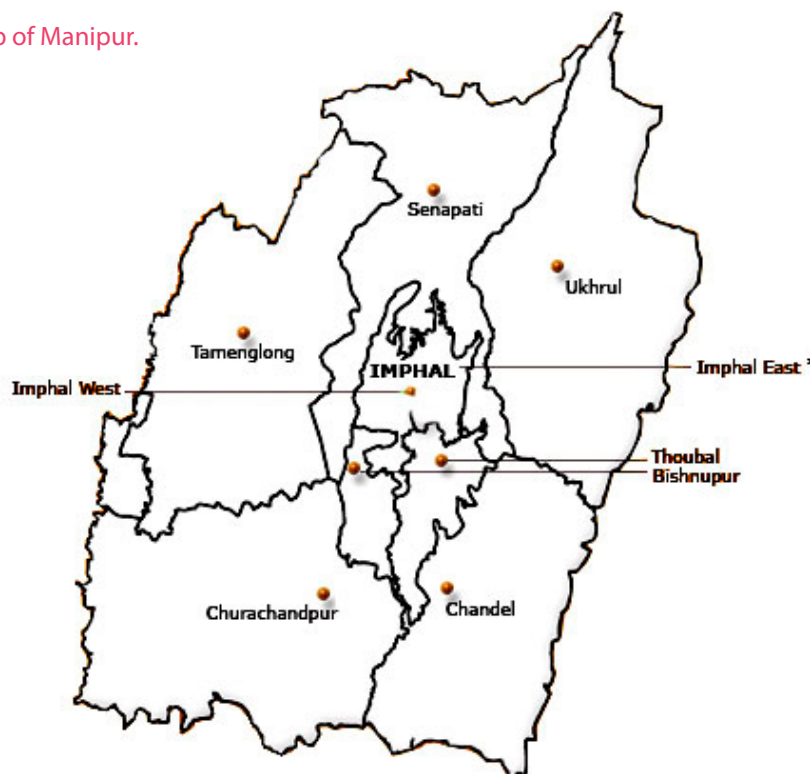 of Manipur.
Senapati
Ukhrul
Tamenglong
IMPHAL
Imphal East
Imphal West
Thoubal
Bishnupur
Churachandpur
Chandel